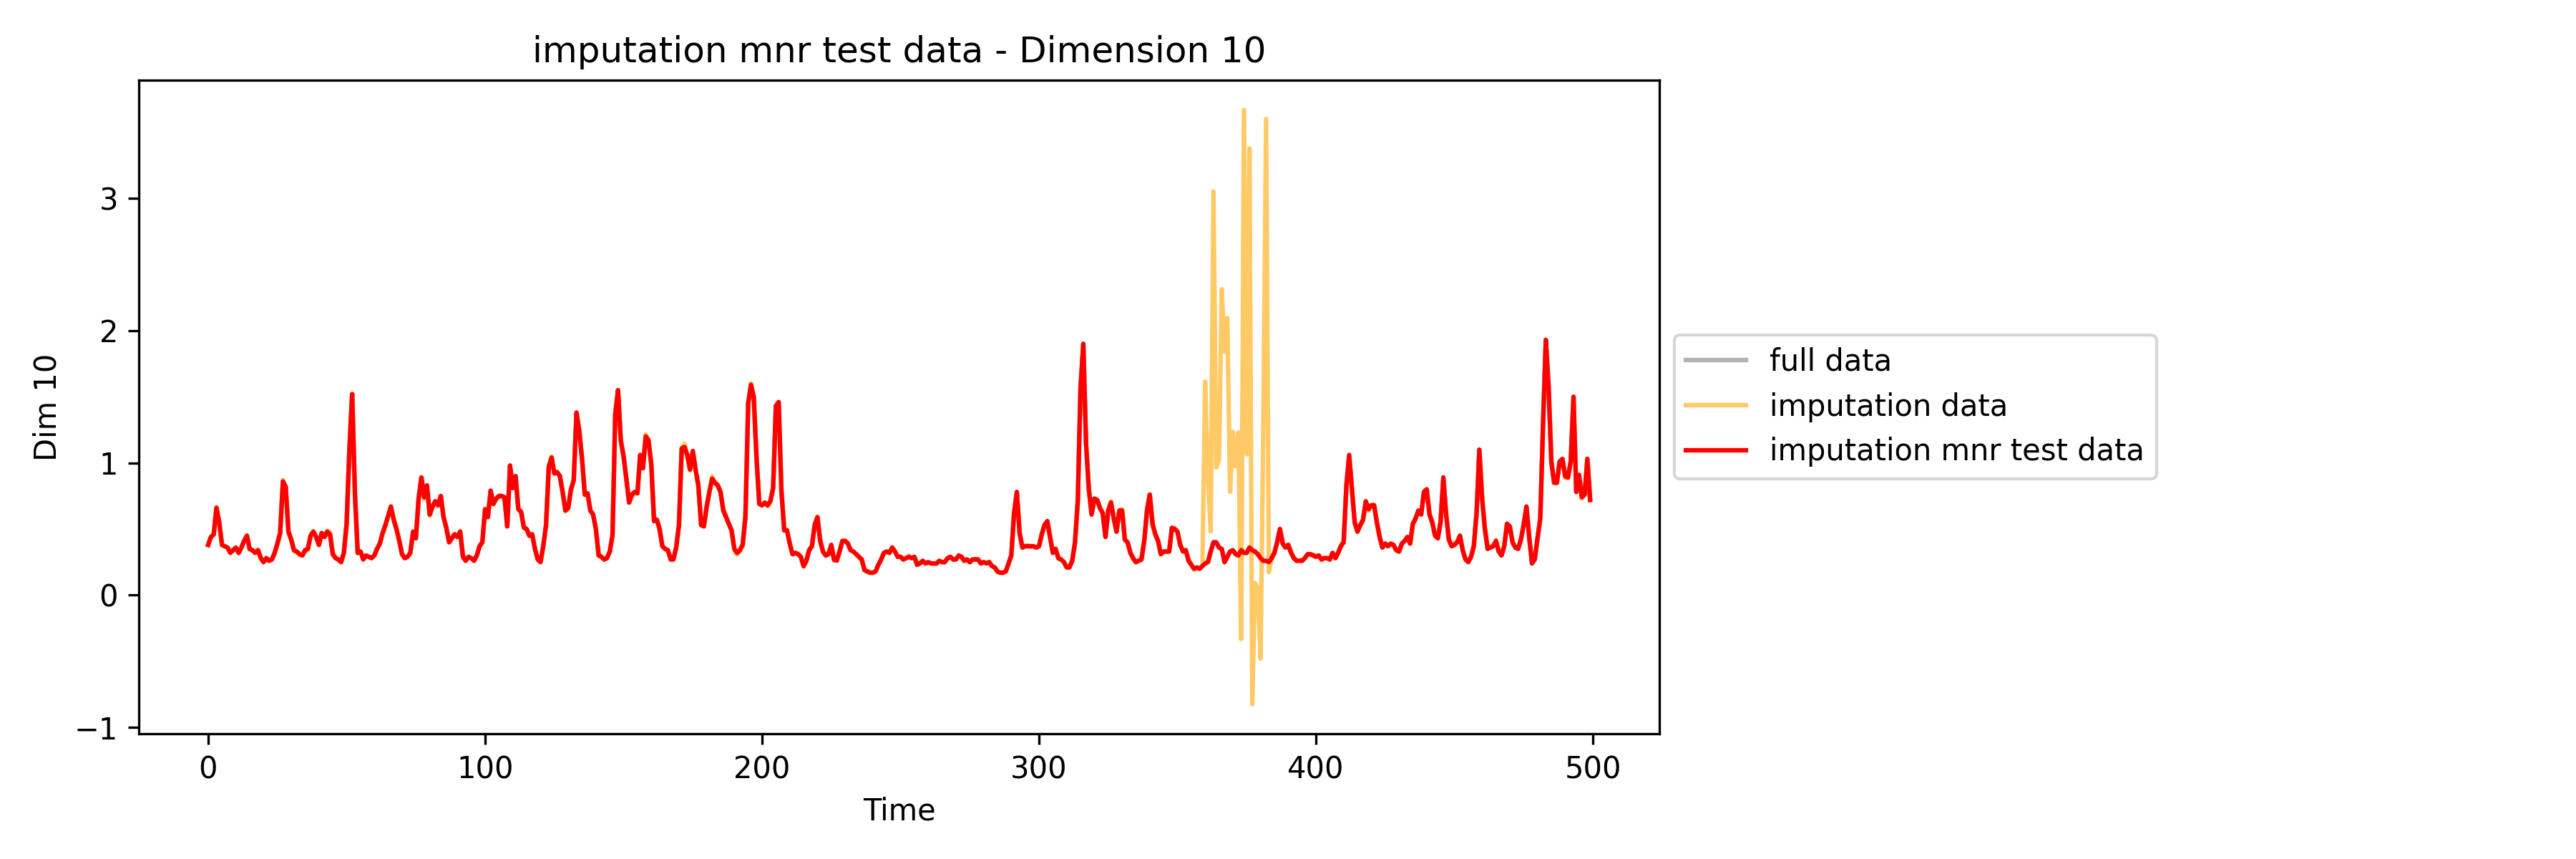 imputation mnr test data - Dimension 10
3
2
1
0
−1
Dim 10
0 100 200 300 400 500
Time
full data
imputation data
imputation mnr test data